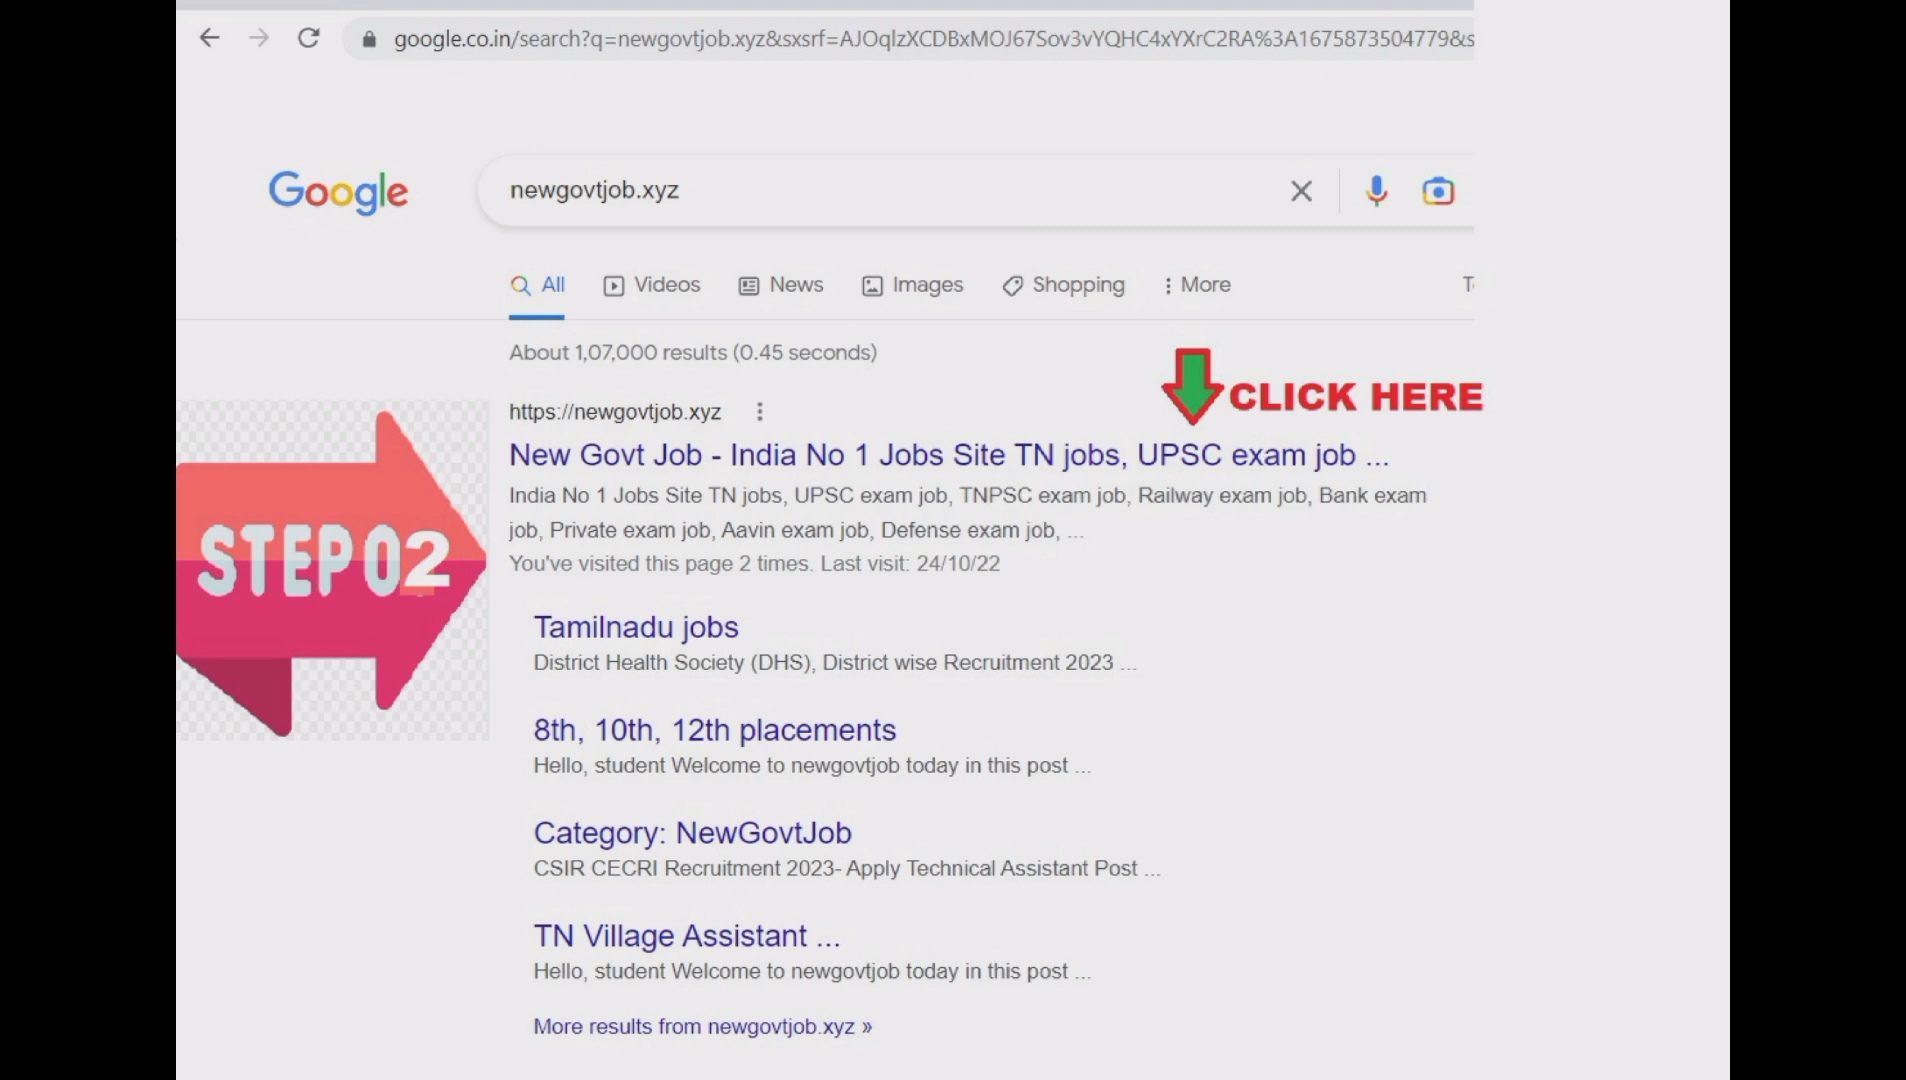 google.co.in/search?q=newgovtjob.xyz&sxsrf=AJOqlzXCDBxMOJ67Sov3vYQHC4xYXrC2RA%3A1675873504779&s
Google
newgovtjob.xyz
All Videos News Images Shopping More
About 1,07,000 results (0.45 seconds)
CLICK HERE
https://newgovtjob.xyz
New Govt Job - India No 1 Jobs Site TN jobs, UPSC exam job ...
India No 1 Jobs Site TN jobs, UPSC exam job, TNPSC exam job, Railway exam job, Bank exam
job, Private exam job, Aavin exam job, Defense exam job, ...
You've visited this page 2 times. Last visit: 24/10/22
STEP02
Tamilnadu jobs
District Health Society (DHS), District wise Recruitment 2023 ...
8th, 10th, 12th placements
Hello, student Welcome to newgovtjob today in this post ...
Category: NewGovtJob
CSIR CECRI Recruitment 2023- Apply Technical Assistant Post ...
TN Village Assistant ...
Hello, student Welcome to newgovtjob today in this post ...
More results from newgovtjob.xyz »